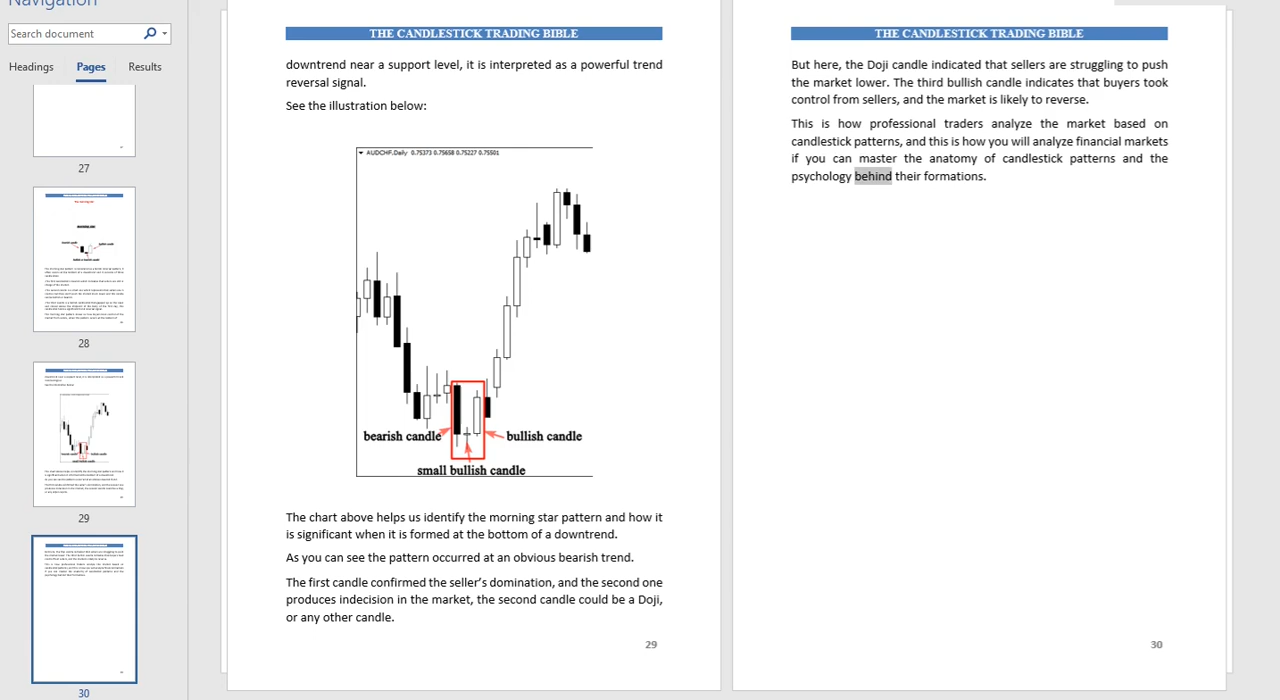 Navigation
Search document
Headings
Pages
Results
27
28
29
30
THE CANDLESTICK TRADING BIBLE
downtrend near a support level, it is interpreted as a powerful trend
reversal signal.
See the illustration below:
AUDCHF,Daily 0.75373 0.75658 0.75227 0.75501
bearish candle
bullish candle
small bullish candle
The chart above helps us identify the morning star pattern and how it
is significant when it is formed at the bottom of a downtrend.
As you can see the pattern occurred at an obvious bearish trend.
The first candle confirmed the seller’s domination, and the second one
produces indecision in the market, the second candle could be a Doji,
or any other candle.
29
THE CANDLESTICK TRADING BIBLE
But here, the Doji candle indicated that sellers are struggling to push
the market lower. The third bullish candle indicates that buyers took
control from sellers, and the market is likely to reverse.
This is how professional traders analyze the market based on
candlestick patterns, and this is how you will analyze financial markets
if you can master the anatomy of candlestick patterns and the
psychology behind their formations.
30